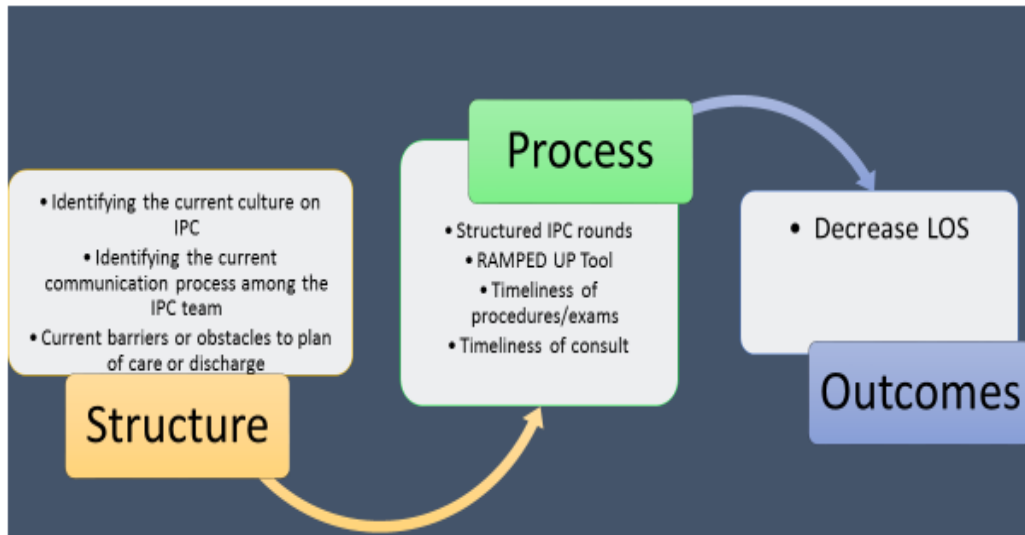 • Identifying the current culture on
IPC
• Identifying the current
communication process among the
IPC team
• Current barriers or obstacles to plan
of care or discharge
Structure
Process
• Structured IPC rounds
• RAMPED UP Tool
• Timeliness of
procedures/exams
• Timeliness of consult
• Decrease LOS
Outcomes